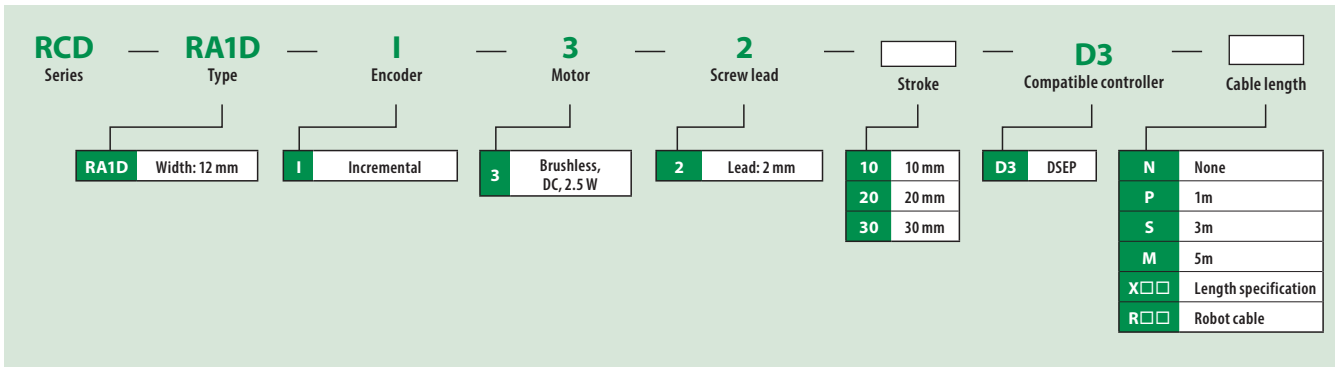 RCD — RA1D — I — 3 — 2 — — D3 —
Series Type Encoder Motor Screw lead Stroke Compatible controller Cable length
RA1D Width: 12 mm
I Incremental
3 Brushless,
DC, 2.5 W
2 Lead: 2 mm
10 10 mm
20 20 mm
30 30 mm
D3 DSEP
N None
P 1m
S 3m
M 5m
X□□ Length specification
R□□ Robot cable